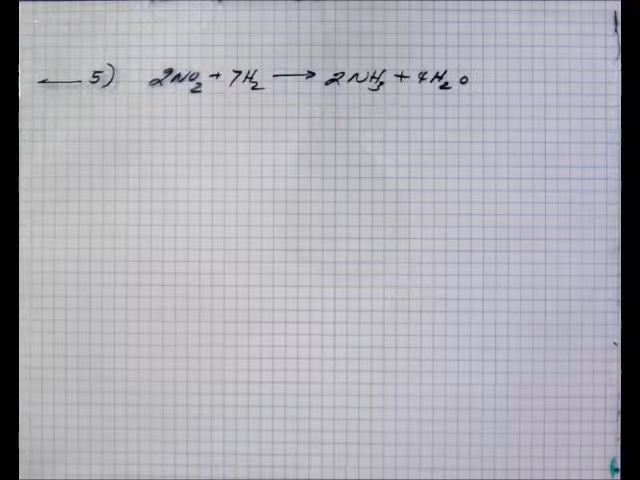 ← 5) 2NO₂ + 7H₂ → 2NH₃ + 4H₂O